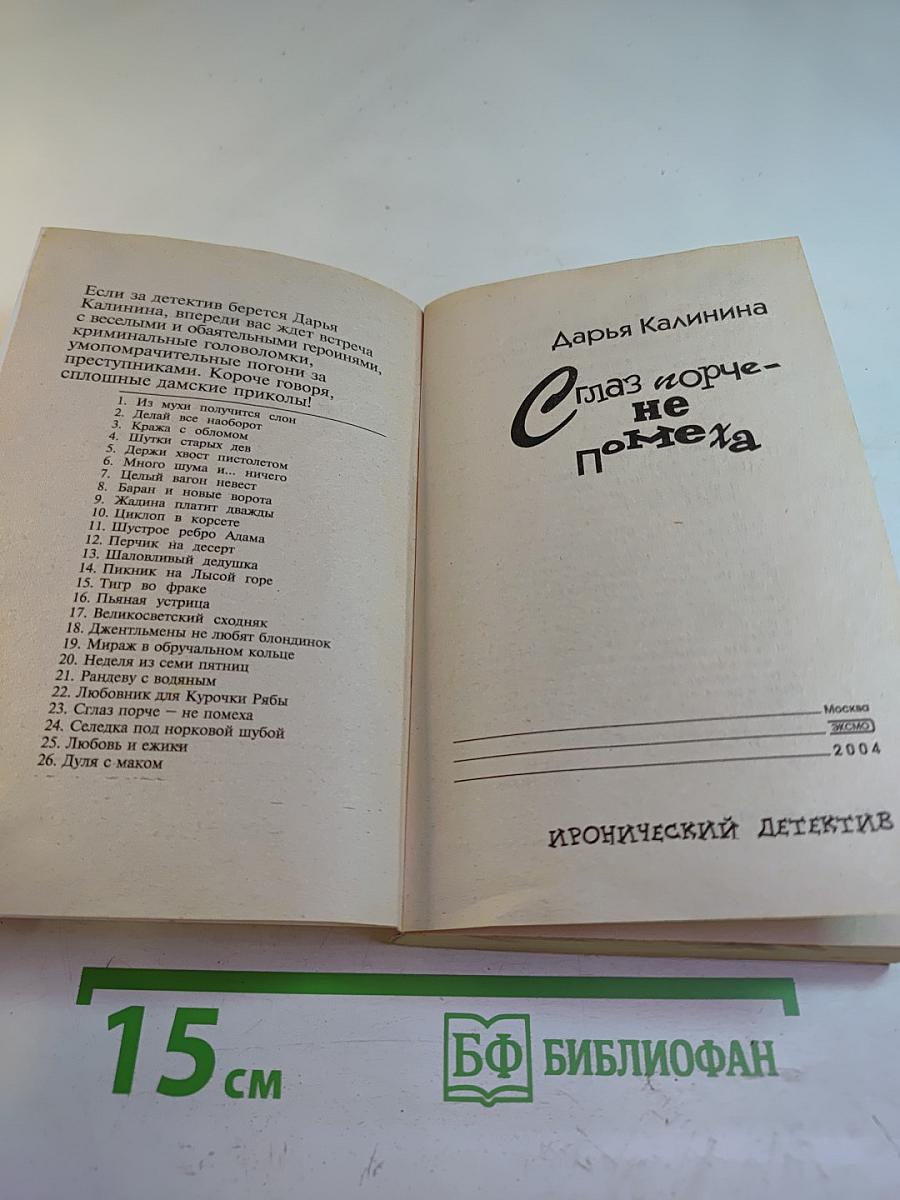 Если за детектив берется Дарья
Калинина, впереди вас ждет встреча
с веселыми и обаятельными героинями,
криминальные головоломки,
умопомрачительные погони за
преступниками. Короче говоря,
сплошные дамские приколы!
1. Из мухи получится слон
2. Делай все наоборот
3. Кража с обломом
4. Шутки старых дев
5. Держи хвост пистолетом
6. Много шума и... ничего
7. Целый вагон невест
8. Баран и новые ворота
9. Жадина платит дважды
10. Циклоп в корсете
11. Шустрое ребро Адама
12. Перчик на десерт
13. Шаловливый дедушка
14. Пикник на Лысой горе
15. Тигр во фраке
16. Пьяная устрица
17. Великосветский сходняк
18. Джентльмены не любят блондинок
19. Мираж в обручальном кольце
20. Неделя из семи пятниц
21. Рандеву с водяным
22. Любовник для Курочки Рябы
23. Сглаз порче — не помеха
24. Селедка под норковой шубой
25. Любовь и ежики
26. Дуля с маком
Дарья Калинина
Сглаз порче-
не
Помеха
Москва
ЭКСМО
2004
ИРОНИЧЕСКИЙ ДЕТЕКТИВ
15 см
БФ БИБЛИОФАН